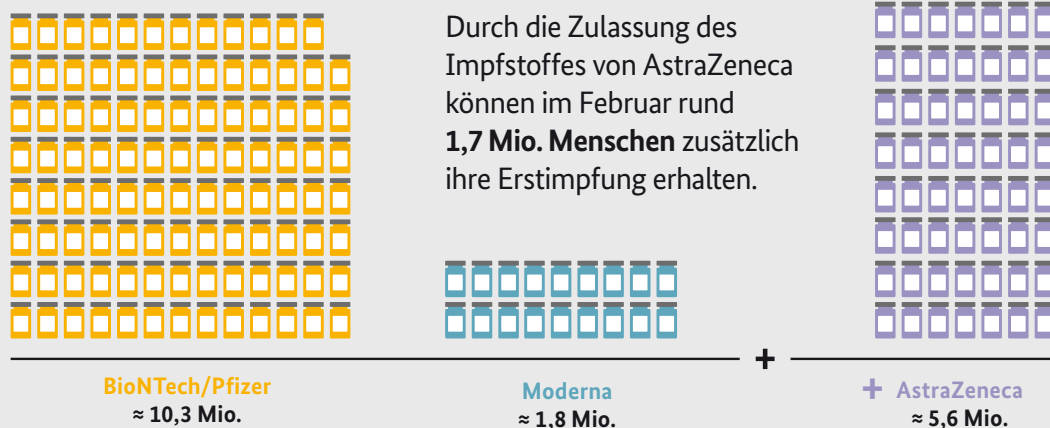 Durch die Zulassung des
Impfstoffes von AstraZeneca
können im Februar rund
1,7 Mio. Menschen zusätzlich
ihre Erstimpfung erhalten.
+
BioNTech/Pfizer
≈ 10,3 Mio.
Moderna
≈ 1,8 Mio.
+ AstraZeneca
≈ 5,6 Mio.